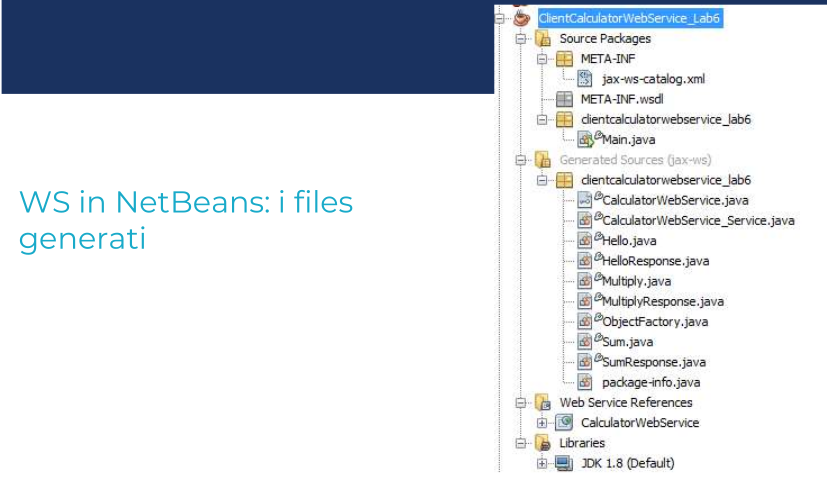 WS in NetBeans: i files
generati
ClientCalculatorWebService_Lab6
Source Packages
META-INF
jax-ws-catalog.xml
META-INF.wsdl
clientcalculatorwebservice_lab6
Main.java
Generated Sources (jax-ws)
clientcalculatorwebservice_lab6
CalculatorWebService.java
CalculatorWebService_Service.java
Hello.java
HelloResponse.java
Multiply.java
MultiplyResponse.java
ObjectFactory.java
Sum.java
SumResponse.java
package-info.java
Web Service References
CalculatorWebService
Libraries
JDK 1.8 (Default)